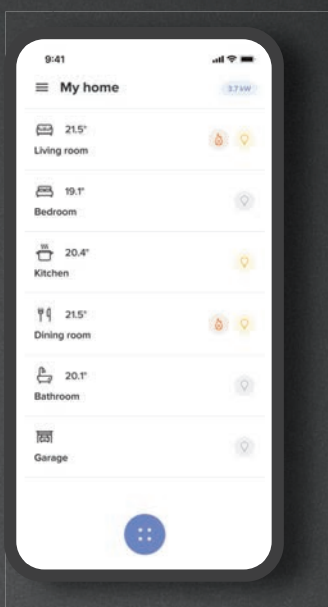 9:41
My home
3.7 kW
21.5°
Living room
19.1°
Bedroom
20.4°
Kitchen
21.5°
Dining room
20.1°
Bathroom
Garage